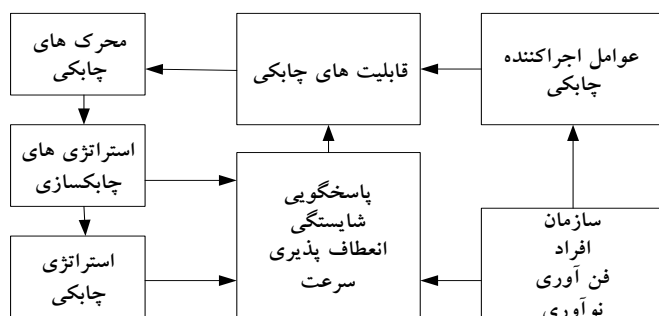 عوامل اجراکننده
چابکی
قابلیت های چابکی
محرک های
چابکی
استراتژی های
چابکسازی
استراتژی
چابکی
پاسخگویی
شایستگی
انعطاف پذیری
سرعت
سازمان
افراد
فن آوری
نوآوری